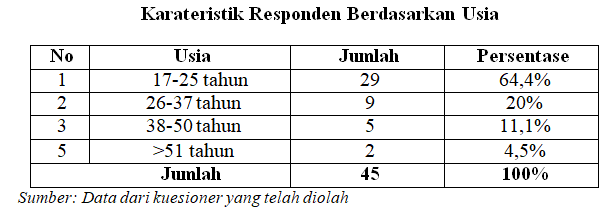 Karateristik Responden Berdasarkan Usia
No Usia Jumlah Persentase
1 17-25 tahun 29 64,4%
2 26-37 tahun 9 20%
3 38-50 tahun 5 11,1%
5 >51 tahun 2 4,5%
Jumlah 45 100%
Sumber: Data dari kuesioner yang telah diolah